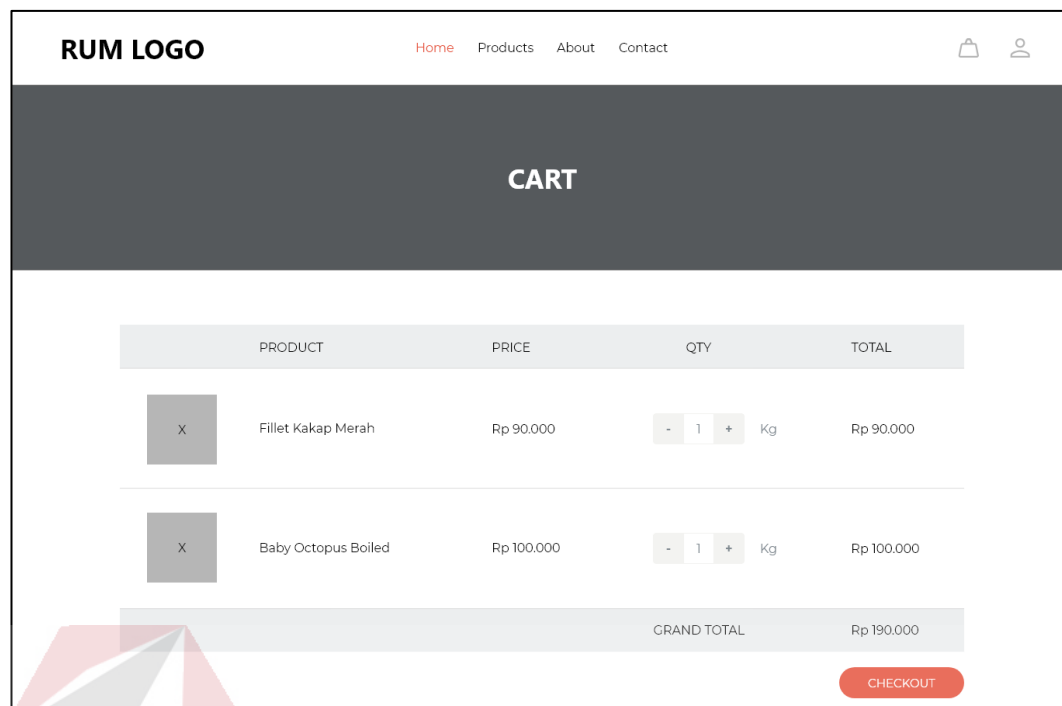 RUM LOGO Home Products About Contact
CART
PRODUCT PRICE QTY TOTAL
X Fillet Kakap Merah Rp 90.000 - 1 + Kg Rp 90.000
X Baby Octopus Boiled Rp 100.000 - 1 + Kg Rp 100.000
GRAND TOTAL Rp 190.000
CHECKOUT